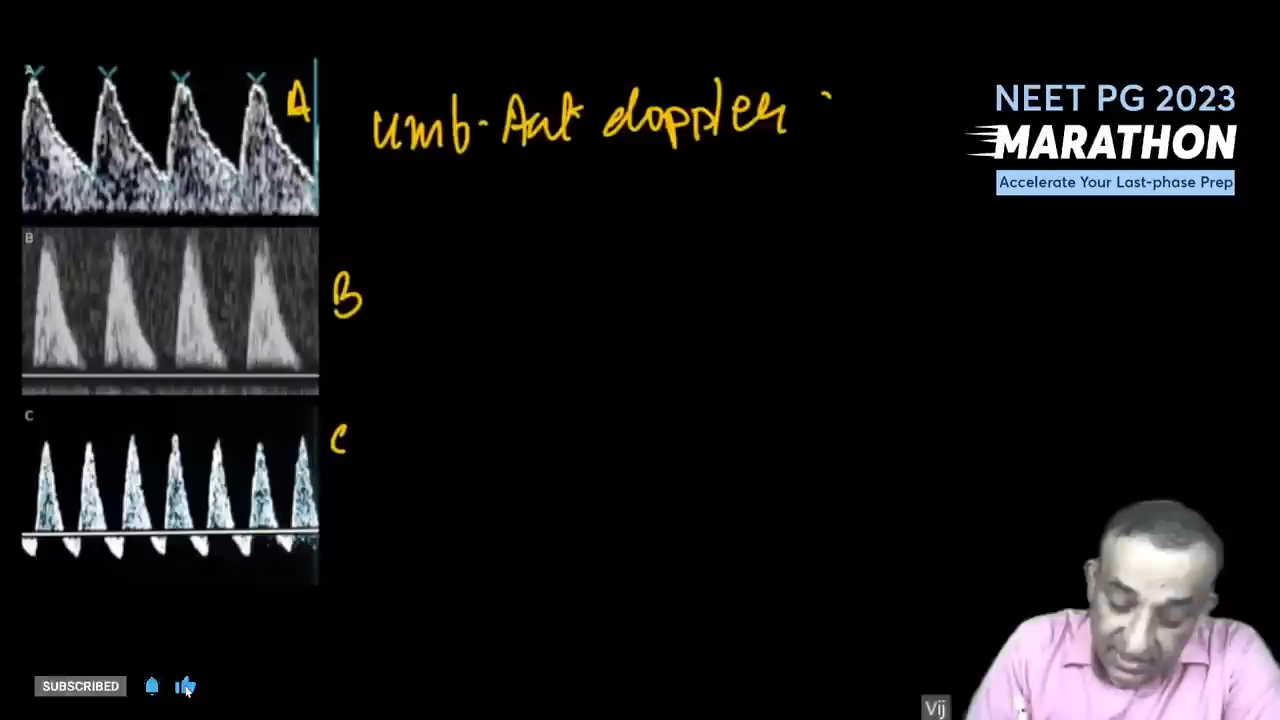 A
A
umb. Art doppler
NEET PG 2023
MARATHON
Accelerate Your Last-phase Prep
B
B
C
C
SUBSCRIBED
Vij